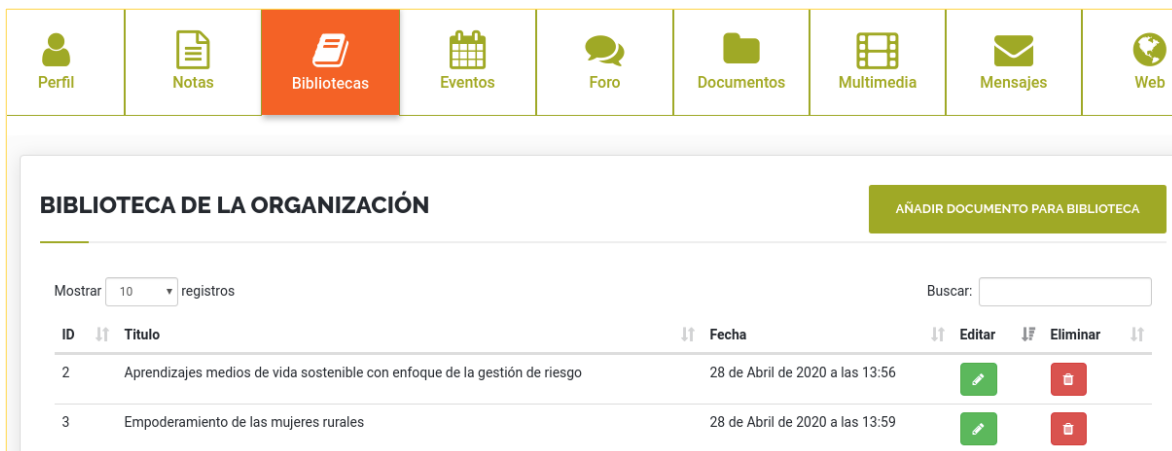 Perfil Notas Bibliotecas Eventos Foro Documentos Multimedia Mensajes Web
BIBLIOTECA DE LA ORGANIZACIÓN
AÑADIR DOCUMENTO PARA BIBLIOTECA
Mostrar 10 registros Buscar:
ID Titulo Fecha Editar Eliminar
2 Aprendizajes medios de vida sostenible con enfoque de la gestión de riesgo 28 de Abril de 2020 a las 13:56
3 Empoderamiento de las mujeres rurales 28 de Abril de 2020 a las 13:59